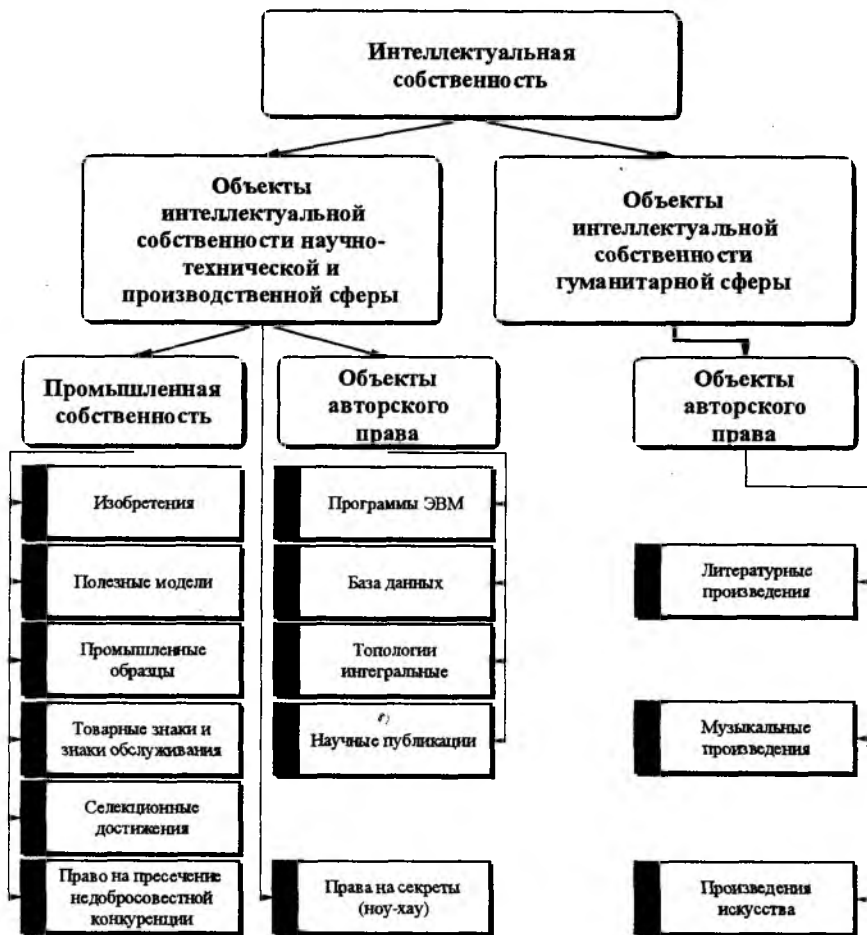 Интеллектуальная
собственность
Объекты
интеллектуальной
собственности научно-
технической и
производственной сферы
Объекты
интеллектуальной
собственности
гуманитарной сферы
Промышленная
собственность
Объекты
авторского
права
Объекты
авторского
права
Изобретения
Полезные модели
Промышленные
образцы
Товарные знаки и
знаки обслуживания
Селекционные
достижения
Право на пресечение
недобросовестной
конкуренции
Программы ЭВМ
База данных
Топологии
интегральные
Научные публикации
Права на секреты
(ноу-хау)
Литературные
произведения
Музыкальные
произведения
Произведения
искусства